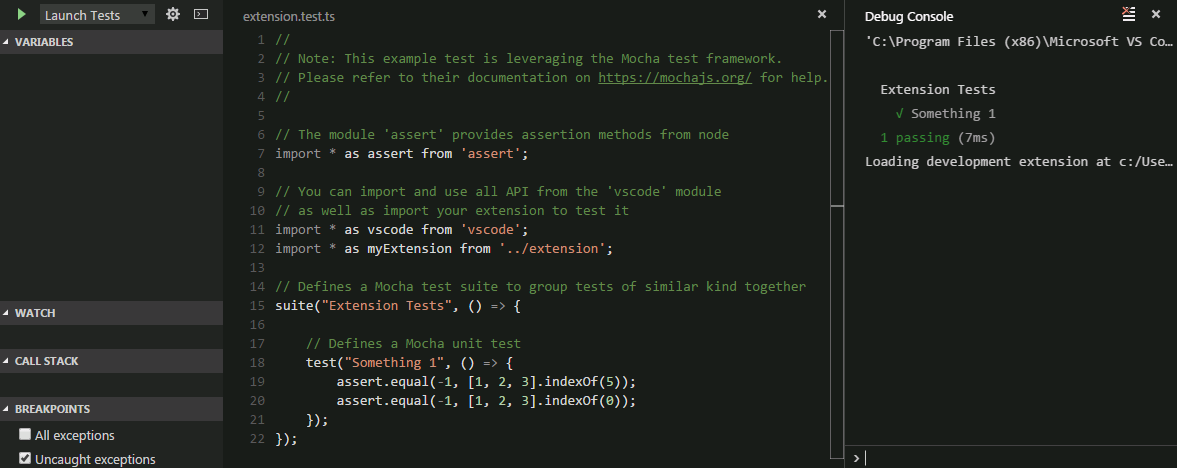 Launch Tests
VARIABLES
WATCH
CALL STACK
BREAKPOINTS
All exceptions
Uncaught exceptions
extension.test.ts
1 //
2 // Note: This example test is leveraging the Mocha test framework.
3 // Please refer to their documentation on https://mochajs.org/ for help.
4 //
5
6 // The module 'assert' provides assertion methods from node
7 import * as assert from 'assert';
8
9 // You can import and use all API from the 'vscode' module
10 // as well as import your extension to test it
11 import * as vscode from 'vscode';
12 import * as myExtension from '../extension';
13
14 // Defines a Mocha test suite to group tests of similar kind together
15 suite("Extension Tests", () => {
16
17     // Defines a Mocha unit test
18     test("Something 1", () => {
19         assert.equal(-1, [1, 2, 3].indexOf(5));
20         assert.equal(-1, [1, 2, 3].indexOf(0));
21     });
22 });
Debug Console
'C:\Program Files (x86)\Microsoft VS Co…
Extension Tests
√ Something 1
1 passing (7ms)
Loading development extension at c:/Use…
>